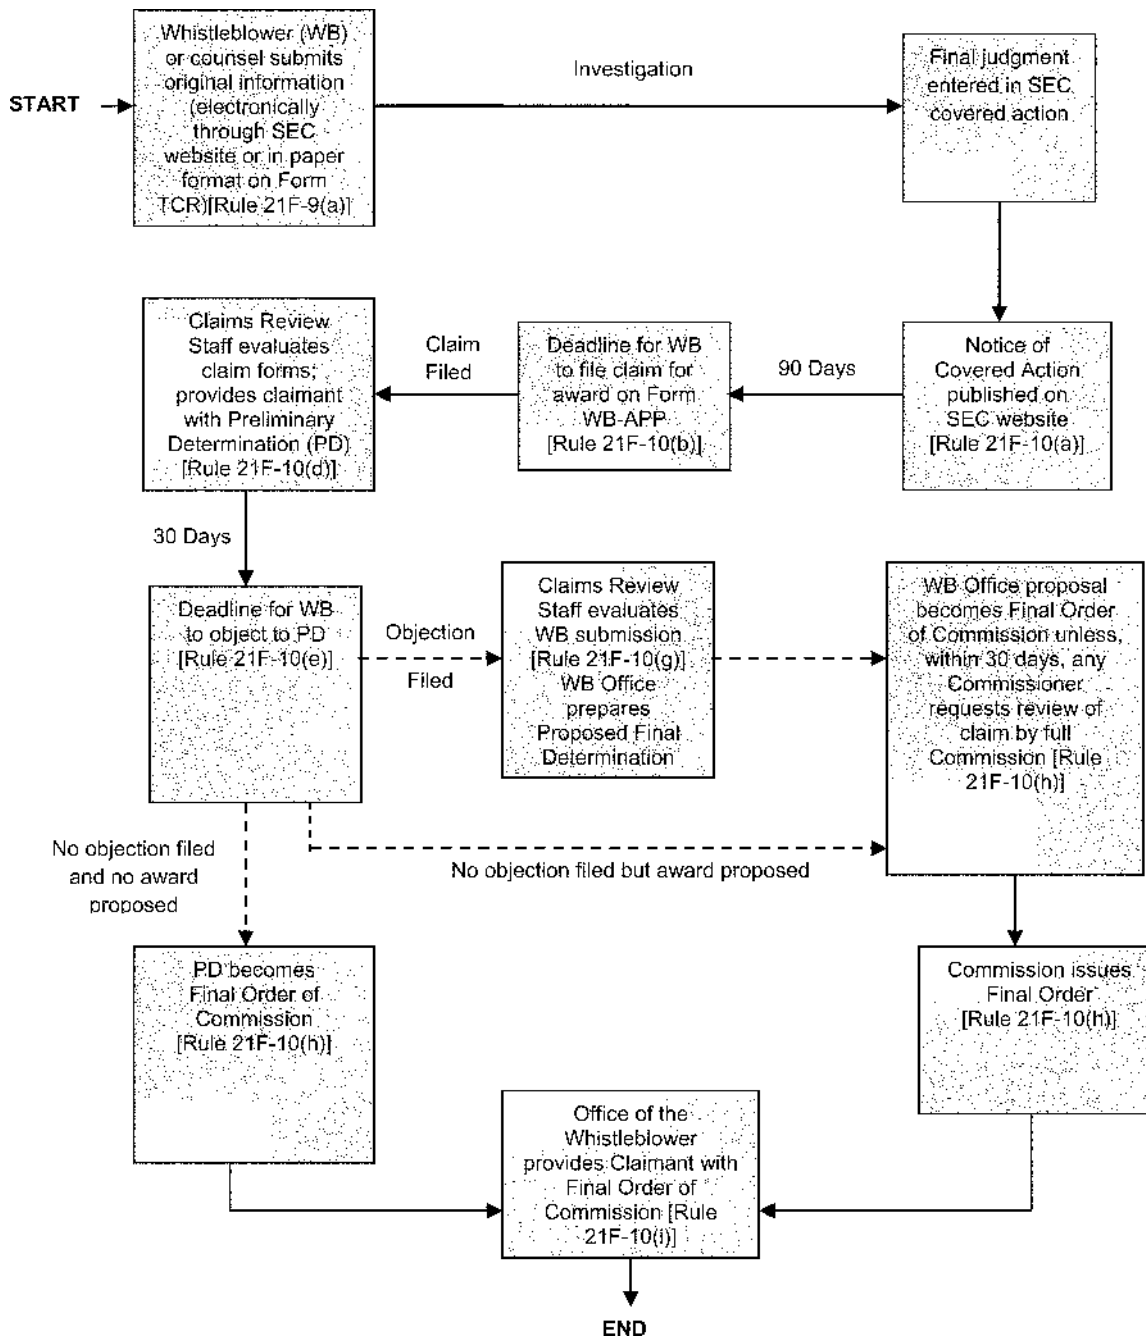 START
Whistleblower (WB)
or counsel submits
original information
(electronically
through SEC
website or in paper
format on Form
TCR)[Rule 21F-9(a)]
Investigation
Final judgment
entered in SEC
covered action
Claims Review
Staff evaluates
claim forms;
provides claimant
with Preliminary
Determination (PD)
[Rule 21F-10(d)]
Claim
Filed
Deadline for WB
to file claim for
award on Form
WB-APP
[Rule 21F-10(b)]
90 Days
Notice of
Covered Action
published on
SEC website
[Rule 21F-10(a)]
30 Days
Deadline for WB
to object to PD
[Rule 21F-10(e)]
Objection
Filed
Claims Review
Staff evaluates
WB submission
[Rule 21F-10(g)]
WB Office
prepares
Proposed Final
Determination
WB Office proposal
becomes Final Order
of Commission unless,
within 30 days, any
Commissioner
requests review of
claim by full
Commission [Rule
21F-10(h)]
No objection filed
and no award
proposed
No objection filed but award proposed
PD becomes
Final Order of
Commission
[Rule 21F-10(h)]
Commission issues
Final Order
[Rule 21F-10(h)]
Office of the
Whistleblower
provides Claimant with
Final Order of
Commission [Rule
21F-10(i)]
END